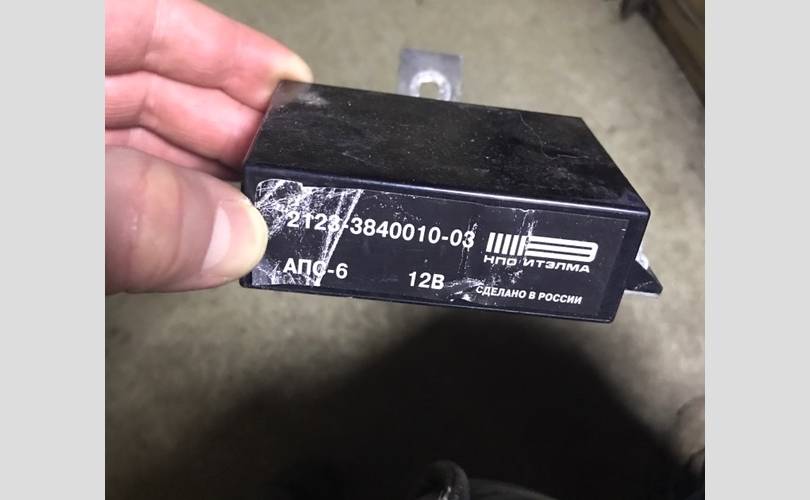 2123-3840010-03
НПО ИТЭЛМА
АПС-6 12В
СДЕЛАНО В РОССИИ